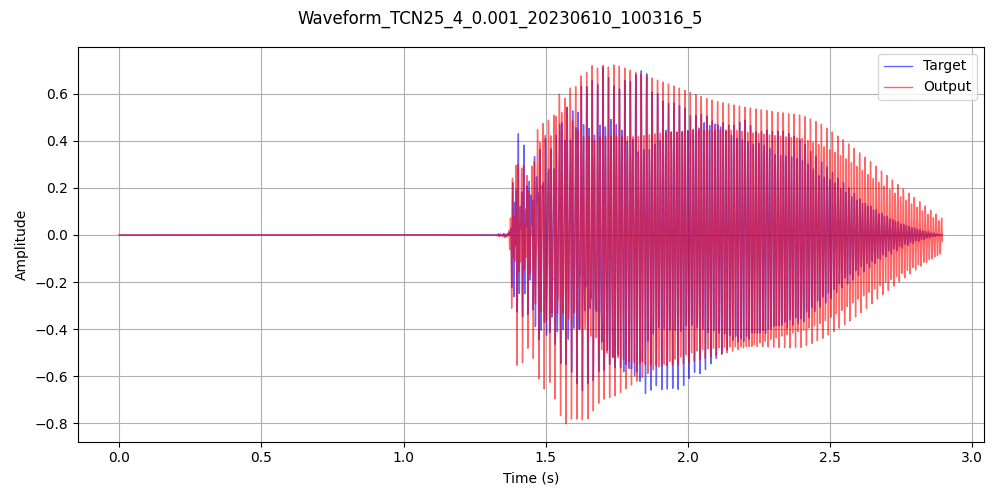 Waveform_TCN25_4_0.001_20230610_100316_5
Target
Output
Amplitude
0.6
0.4
0.2
0.0
−0.2
−0.4
−0.6
−0.8
0.0 0.5 1.0 1.5 2.0 2.5 3.0
Time (s)